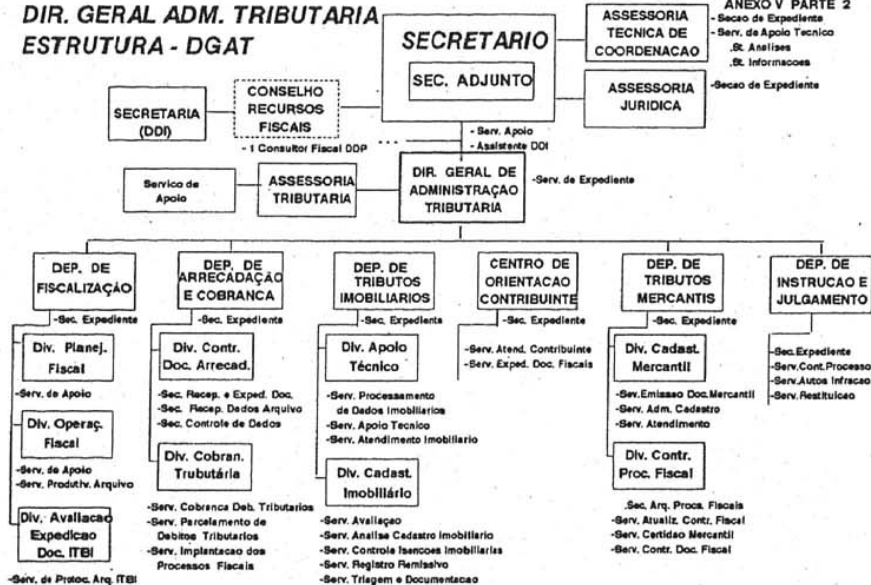 DIR. GERAL ADM. TRIBUTARIA
ESTRUTURA - DGAT
ANEXO V PARTE 2
SECRETARIO
SEC. ADJUNTO
ASSESSORIA
TECNICA DE
COORDENACAO
- Secao de Expediente
- Serv. de Apoio Tecnico
.St. Analises
.St. Informacoes
ASSESSORIA
JURIDICA
-Secao de Expediente
SECRETARIA
(DDI)
CONSELHO
RECURSOS
FISCAIS
- 1 Consultor Fiscal DDP
- Serv. Apoio
- Assistente DDI
Servico de
Apoio
ASSESSORIA
TRIBUTARIA
DIR. GERAL DE
ADMINISTRAÇAO
TRIBUTARIA
-Serv. de Expediente
DEP. DE
FISCALIZAÇÃO
-Sec. Expediente
Div. Planej.
Fiscal
-Serv. de Apoio
Div. Operaç.
Fiscal
-Serv. de Apoio
-Serv. Produtiv. Arquivo
Div. Avaliacao
Expedicao
Doc. ITBI
-Serv. de Protoc. Arq. ITBI
DEP. DE
ARRECADAÇÃO
E COBRANCA
-Sec. Expediente
Div. Contr.
Doc. Arrecad.
-Sec. Recep. e Exped. Doc.
-Sec. Recep. Dados Arquivo
-Sec. Controle de Dados
Div. Cobran.
Trubutária
-Serv. Cobranca Deb. Tributarios
-Serv. Parcelamento de
Debitos Tributarios
-Serv. Implantacao dos
Processos Fiscais
DEP. DE
TRIBUTOS
IMOBILIARIOS
-Sec. Expediente
Div. Apoio
Técnico
-Serv. Processamento
de Dados Imobiliarios
-Serv. Apoio Tecnico
-Serv. Atendimento Imobiliario
Div. Cadast.
Imobiliário
-Serv. Avaliaçao
-Serv. Analise Cadastro Imobiliario
-Serv. Controle Isencoes Imobiliarias
-Serv. Registro Remissivo
-Serv. Triagem e Documentacao
CENTRO DE
ORIENTACAO
CONTRIBUINTE
-Sec. Expediente
-Serv. Atend. Contribuinte
-Serv. Exped. Doc. Fiscais
DEP. DE
TRIBUTOS
MERCANTIS
-Sec. Expediente
Div. Cadast.
Mercantil
-Serv.Emissao Doc.Mercantil
-Serv. Adm. Cadastro
-Serv. Atendimento
Div. Contr.
Proc. Fiscal
.Sec. Arq. Procs. Fiscais
-Serv. Atualiz. Contr. Fiscal
-Serv. Certidao Mercantil
-Serv. Contr. Doc. Fiscal
DEP. DE
INSTRUCAO E
JULGAMENTO
-Sec.Expediente
-Serv.Cont.Processo
-Serv.Autos Infracao
-Serv.Restituicao